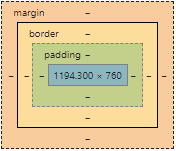 margin –
border –
padding –
– – – 1194.300 × 760 – – –
–
–
–